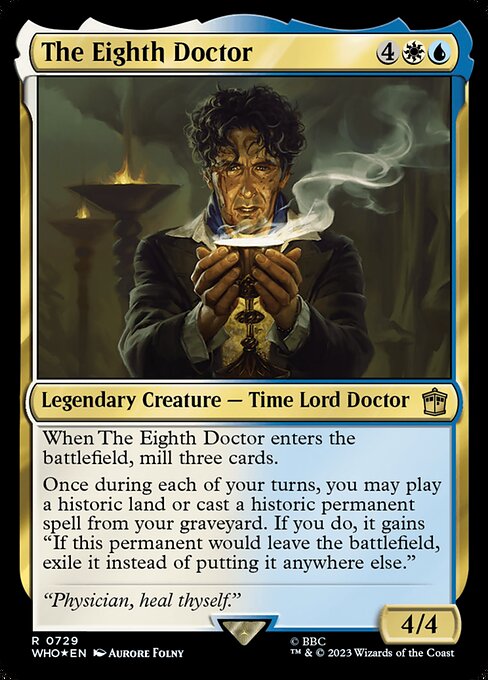 The Eighth Doctor 4
Legendary Creature — Time Lord Doctor
When The Eighth Doctor enters the
battlefield, mill three cards.
Once during each of your turns, you may play
a historic land or cast a historic permanent
spell from your graveyard. If you do, it gains
“If this permanent would leave the battlefield,
exile it instead of putting it anywhere else.”
“Physician, heal thyself.”
4/4
R 0729
WHO★EN Aurore Folny
© BBC
™ & © 2023 Wizards of the Coast